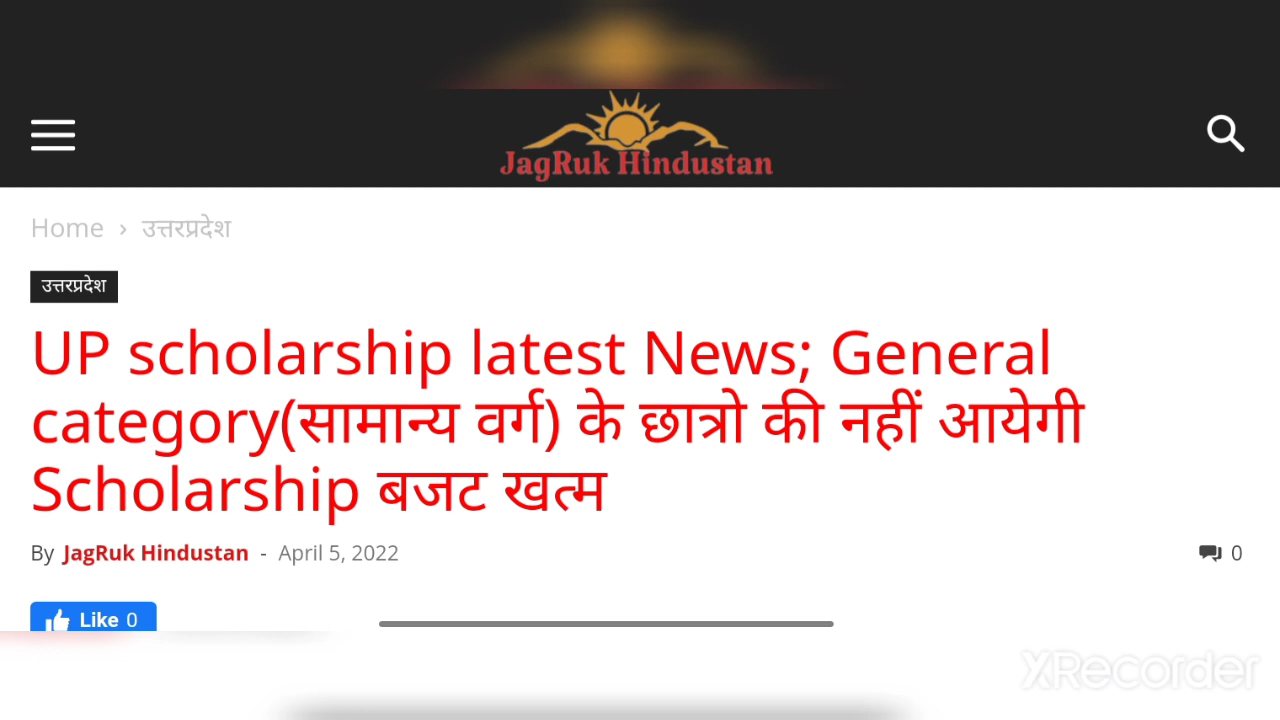 JagRuk Hindustan
Home › उत्तरप्रदेश
उत्तरप्रदेश
UP scholarship latest News; General
category(सामान्य वर्ग) के छात्रो की नहीं आयेगी
Scholarship बजट खत्म
By JagRuk Hindustan - April 5, 2022
0
Like 0
XRecorder